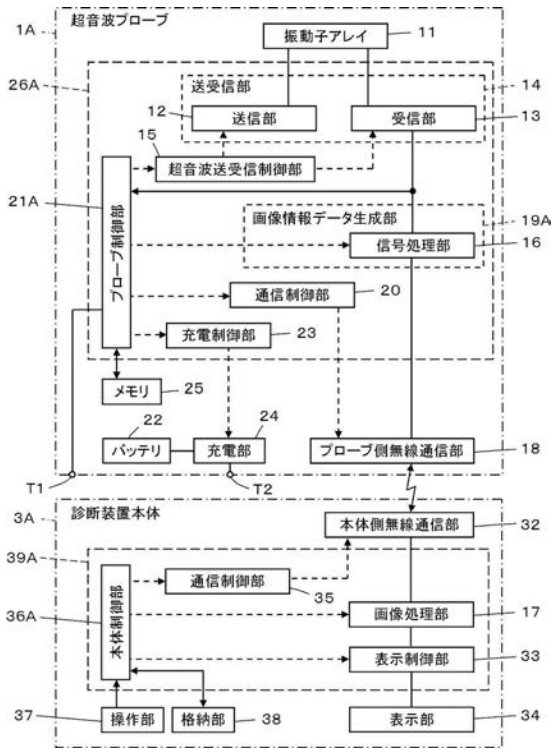 超音波プローブ
1A
振動子アレイ
11
26A
送受信部
14
12
送信部
受信部
13
15
超音波送受信制御部
21A
プローブ制御部
画像情報データ生成部
19A
信号処理部
16
通信制御部
20
充電制御部
23
メモリ
25
22
24
バッテリ
充電部
プローブ側無線通信部
18
T1
T2
3A
診断装置本体
本体側無線通信部
32
39A
通信制御部
35
36A
本体制御部
画像処理部
17
表示制御部
33
37
操作部
格納部
38
表示部
34